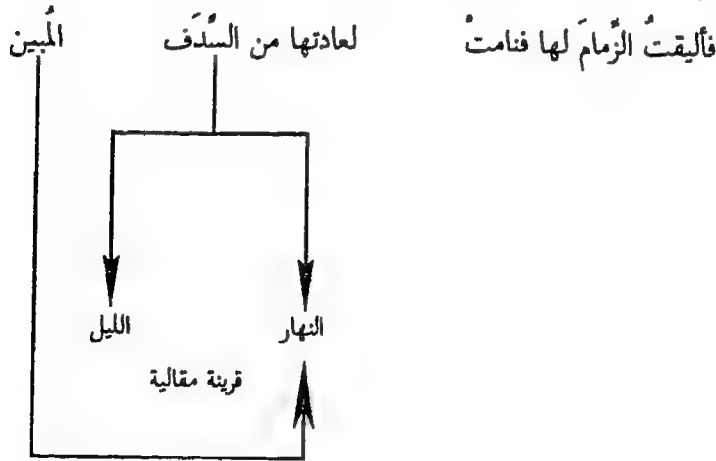 فأليقتُ الزِّمامَ لها فنامتْ لعادتها من السَّدَف المُبين
النهار الليل
قرينة مقالية